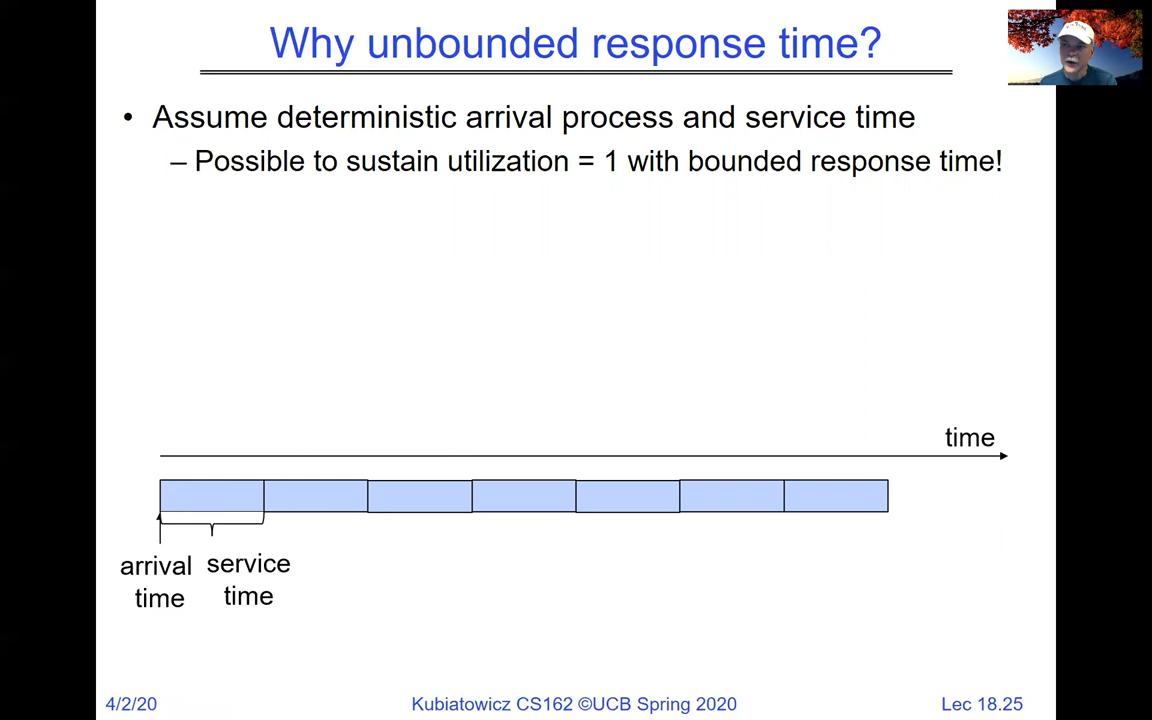 Why unbounded response time?
• Assume deterministic arrival process and service time
– Possible to sustain utilization = 1 with bounded response time!
time
arrival time
service time
4/2/20
Kubiatowicz CS162 ©UCB Spring 2020
Lec 18.25